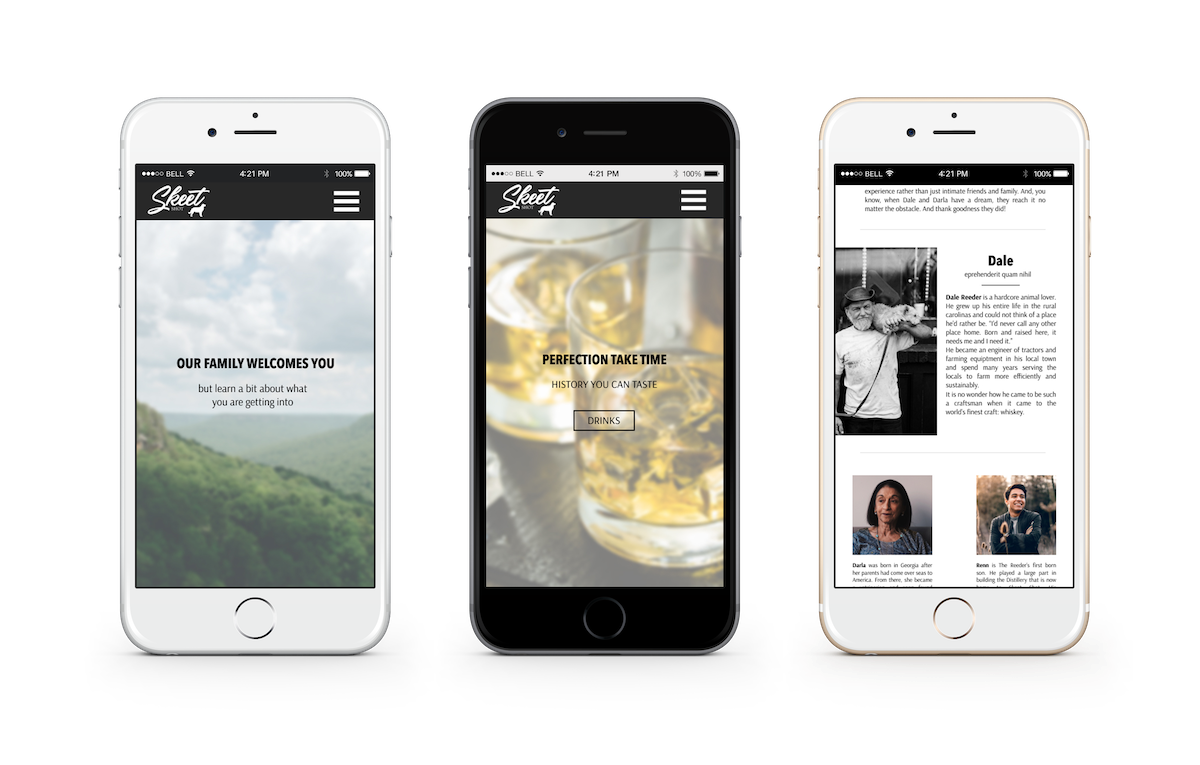 BELL 4:21 PM 100%
Skeet
SHOOT
OUR FAMILY WELCOMES YOU
but learn a bit about what
you are getting into
BELL 4:21 PM 100%
Skeet
SHOOT
PERFECTION TAKE TIME
HISTORY YOU CAN TASTE
DRINKS
BELL 4:21 PM 100%
experience rather than just intimate friends and family. And, you
know, when Dale and Darla have a dream, they reach it no
matter the obstacle. And thank goodness they did!
Dale
eprehenderit quam nihil
Dale Reeder is a hardcore animal lover.
He grew up his entire life in the rural
carolinas and could not think of a place
he'd rather be. "I'd never call any other
place home. Born and raised here, it
needs me and I need it."
He became an engineer of tractors and
farming equiptment in his local town
and spend many years serving the
locals to farm more efficiently and
sustainably.
It is no wonder how he came to be such
a craftsman when it came to the
world's finest craft: whiskey.
Darla was born in Georgia after
her parents had come over seas to
America. From there, she became
Renn is The Reeder's first born
son. He played a large part in
building the Distillery that is now